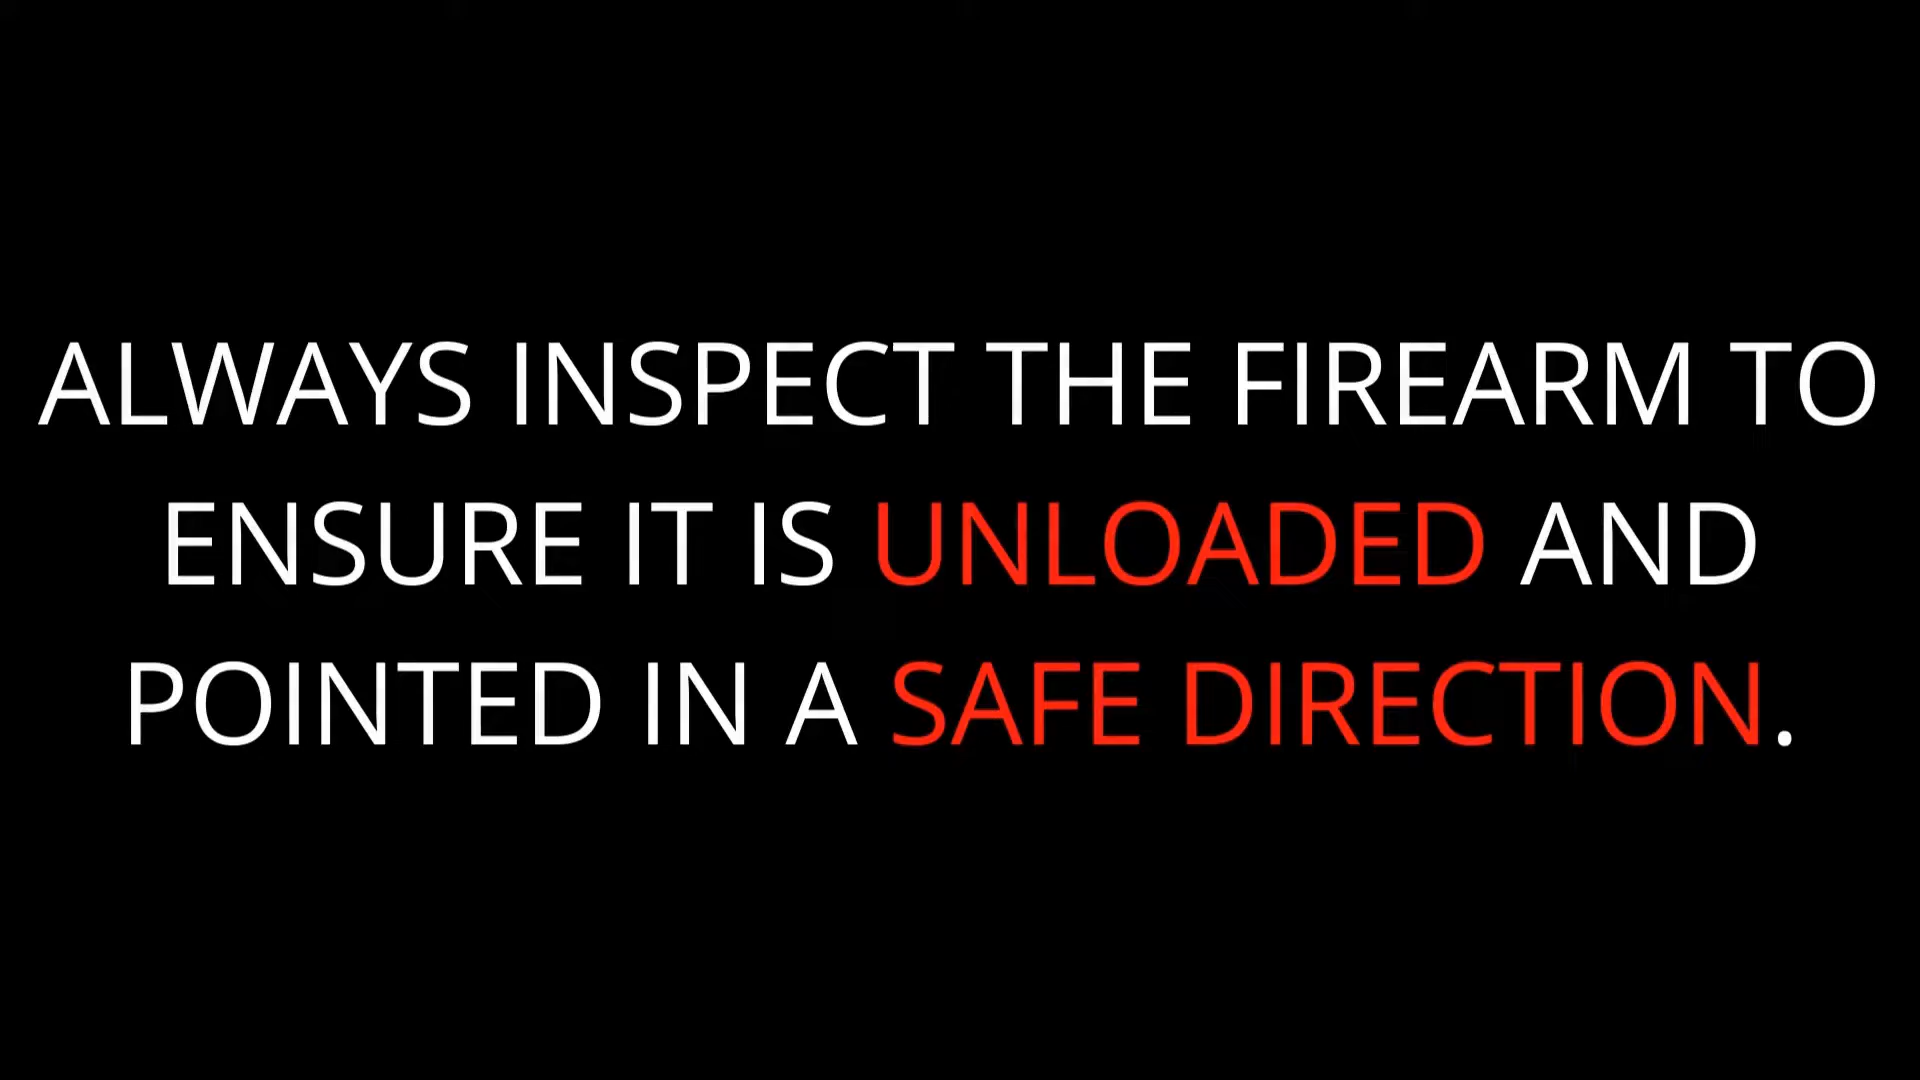 ALWAYS INSPECT THE FIREARM TO
ENSURE IT IS UNLOADED AND
POINTED IN A SAFE DIRECTION.